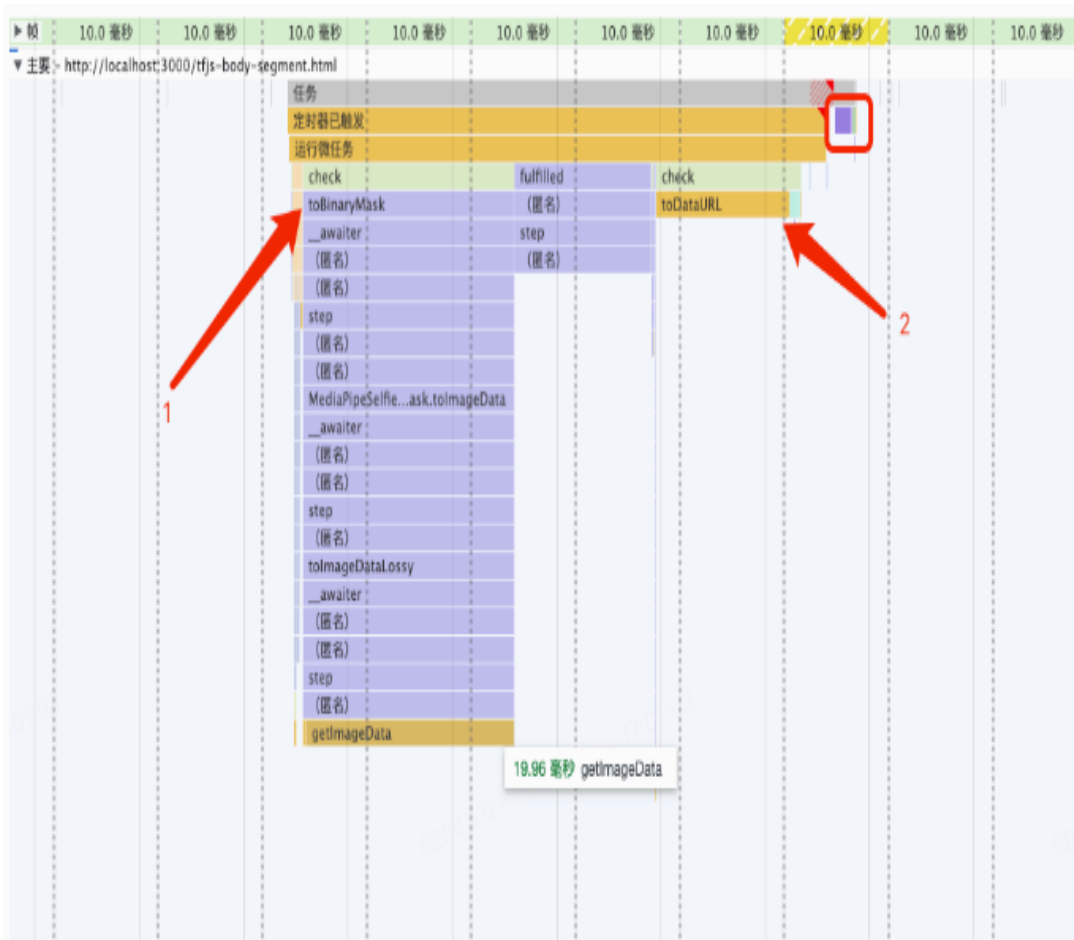 ▶ 帧 10.0 毫秒 10.0 毫秒 10.0 毫秒 10.0 毫秒 10.0 毫秒 10.0 毫秒 10.0 毫秒 10.0 毫秒 10.0 毫秒 10.0 毫秒
▼ 主要 - http://localhost:3000/tfjs-body-segment.html
任务
定时器已触发
运行微任务
check fulfilled check
toBinaryMask (匿名) toDataURL
__awaiter step
(匿名) (匿名)
(匿名)
step
(匿名)
2
(匿名)
MediaPipeSelfie...ask.toImageData
1
__awaiter
(匿名)
(匿名)
step
(匿名)
toImageDataLossy
__awaiter
(匿名)
(匿名)
step
(匿名)
getImageData
19.96 毫秒 getImageData